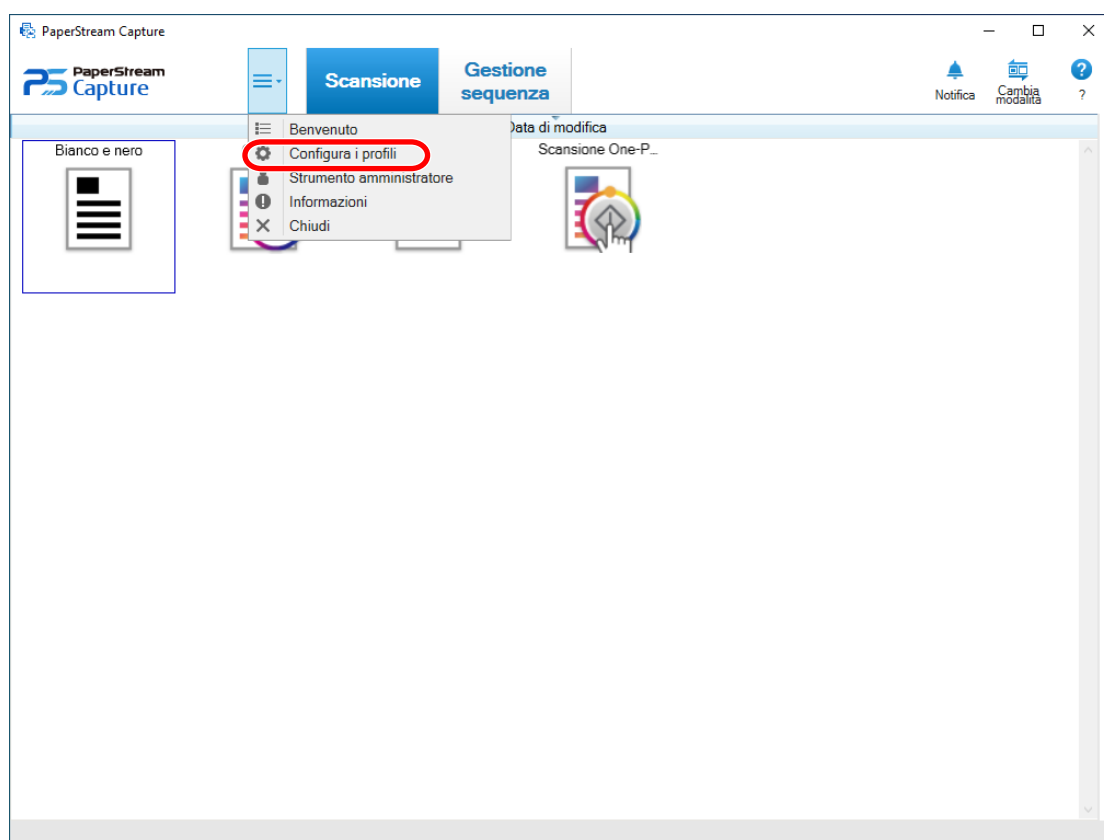 PaperStream Capture
PaperStream
Capture
Scansione
Gestione
sequenza
Notifica
Cambia
modalità
?
Data di modifica
Benvenuto
Configura i profili
Strumento amministratore
Informazioni
Chiudi
Bianco e nero
Scansione One-P...